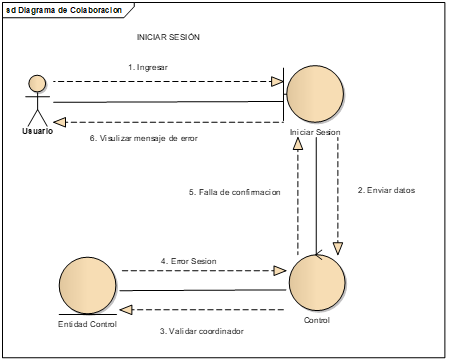 sd Diagrama de Colaboracion
INICIAR SESIÓN
1. Ingresar
Usuario
Iniciar Sesion
6. Visulizar mensaje de error
5. Falla de confirmacion
2. Enviar datos
4. Error Sesion
Entidad Control
Control
3. Validar coordinador